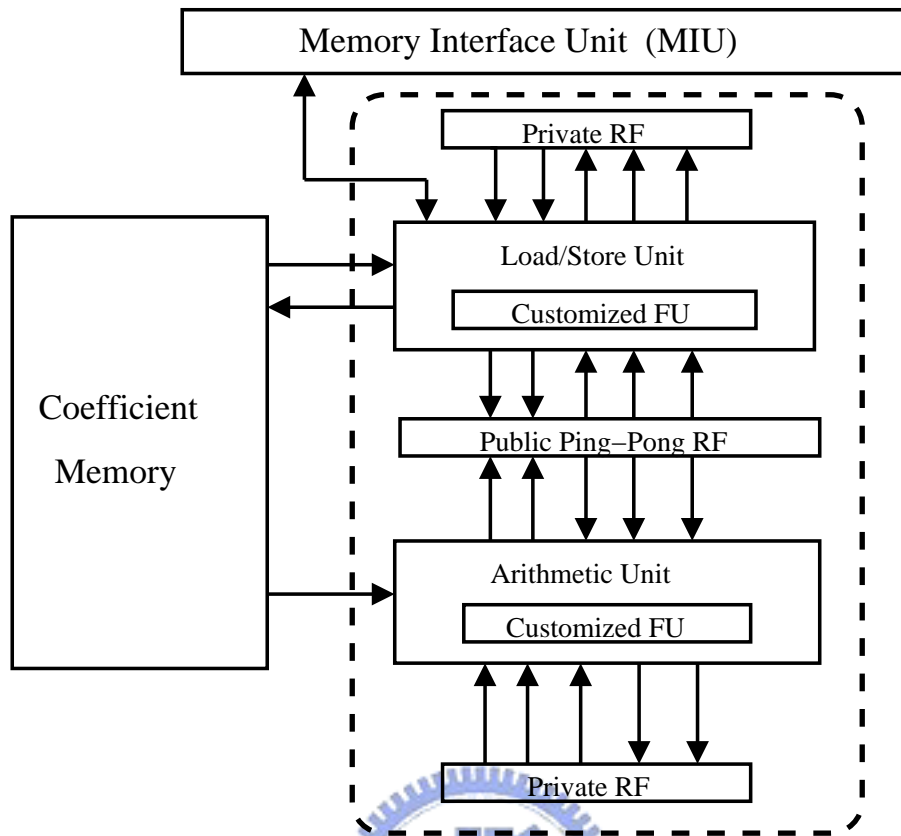 Memory Interface Unit (MIU)
Private RF
Load/Store Unit
Customized FU
Coefficient
Memory
Public Ping–Pong RF
Arithmetic Unit
Customized FU
Private RF